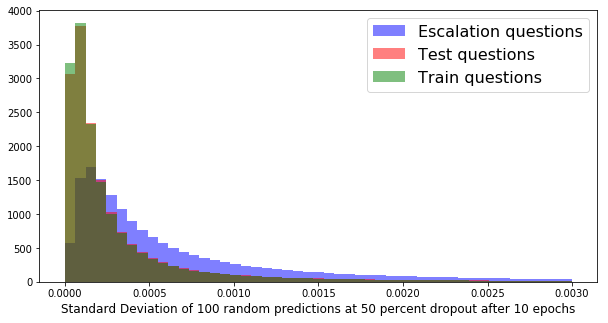 4000
3500
3000
2500
2000
1500
1000
500
0
Escalation questions
Test questions
Train questions
0.0000 0.0005 0.0010 0.0015 0.0020 0.0025 0.0030
Standard Deviation of 100 random predictions at 50 percent dropout after 10 epochs